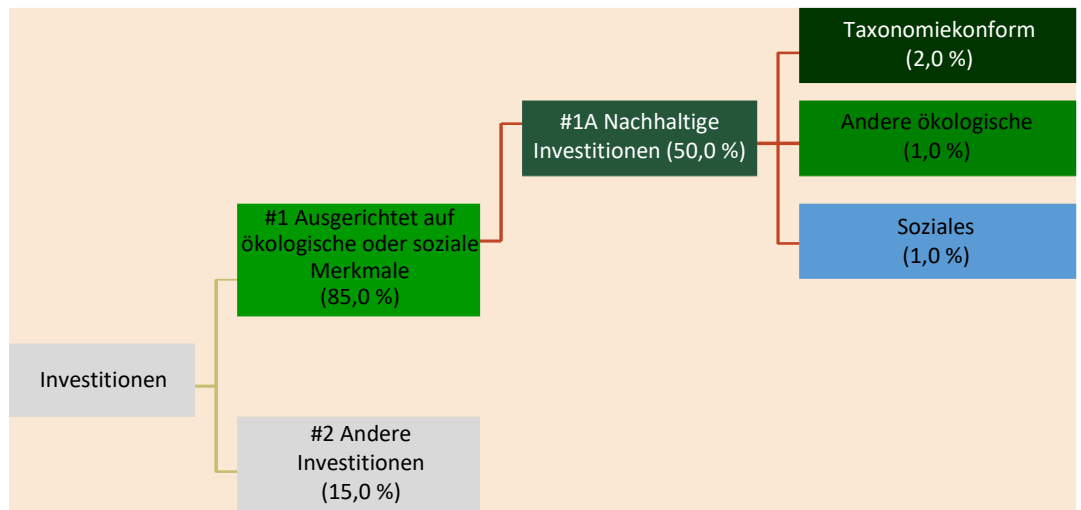 Taxonomiekonform
(2,0 %)
#1A Nachhaltige
Investitionen (50,0 %)
Andere ökologische
(1,0 %)
#1 Ausgerichtet auf
ökologische oder soziale
Merkmale
(85,0 %)
Soziales
(1,0 %)
Investitionen
#2 Andere
Investitionen
(15,0 %)